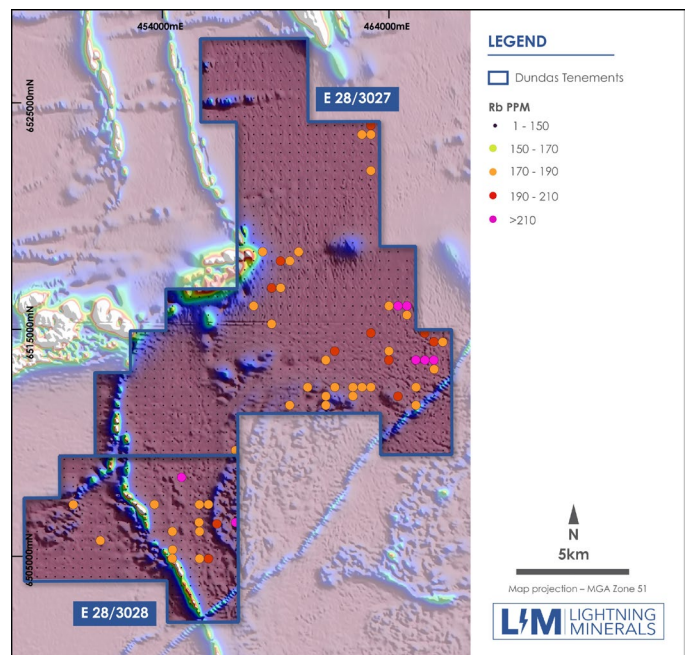 454000mE
464000mE
6525000mN
6515000mN
6505000mN
E 28/3027
E 28/3028
LEGEND
Dundas Tenements
Rb PPM
1 - 150
150 - 170
170 - 190
190 - 210
>210
N
5km
Map projection – MGA Zone 51
LM LIGHTNING
MINERALS